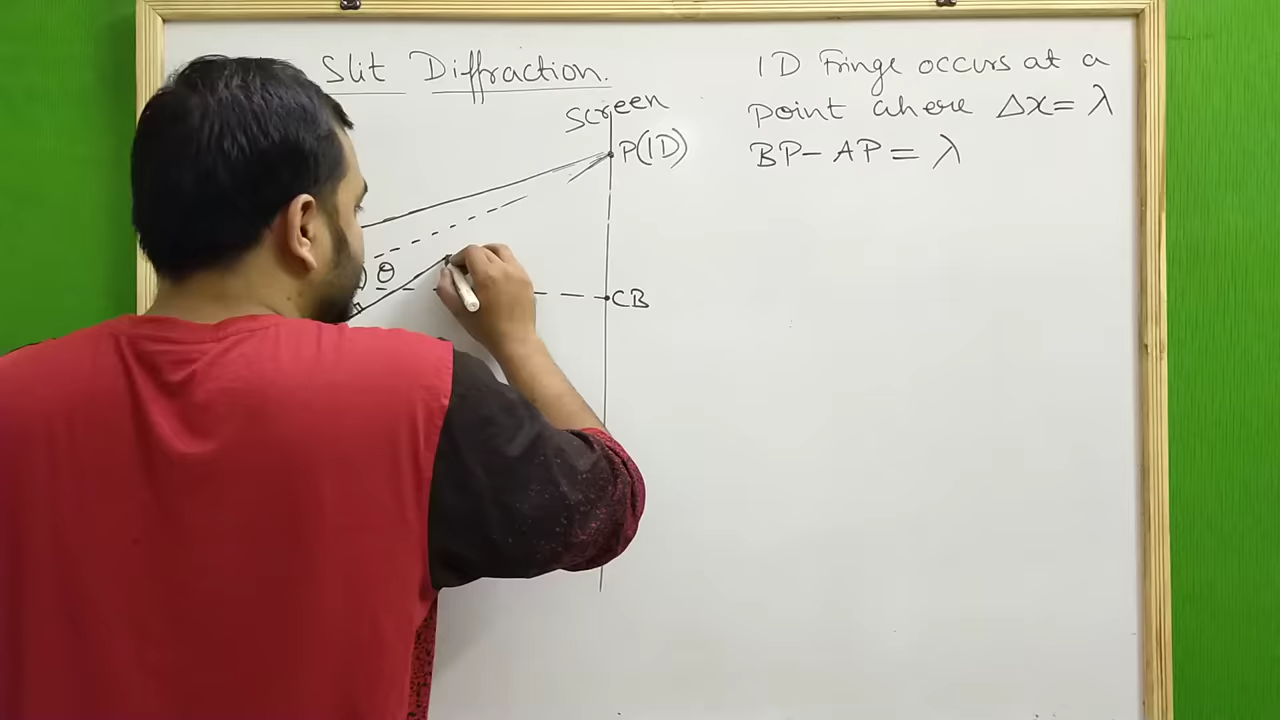 Slit Diffraction.
Screen
P(1D)
θ
CB
1D Fringe occurs at a
point where Δx = λ
BP - AP = λ